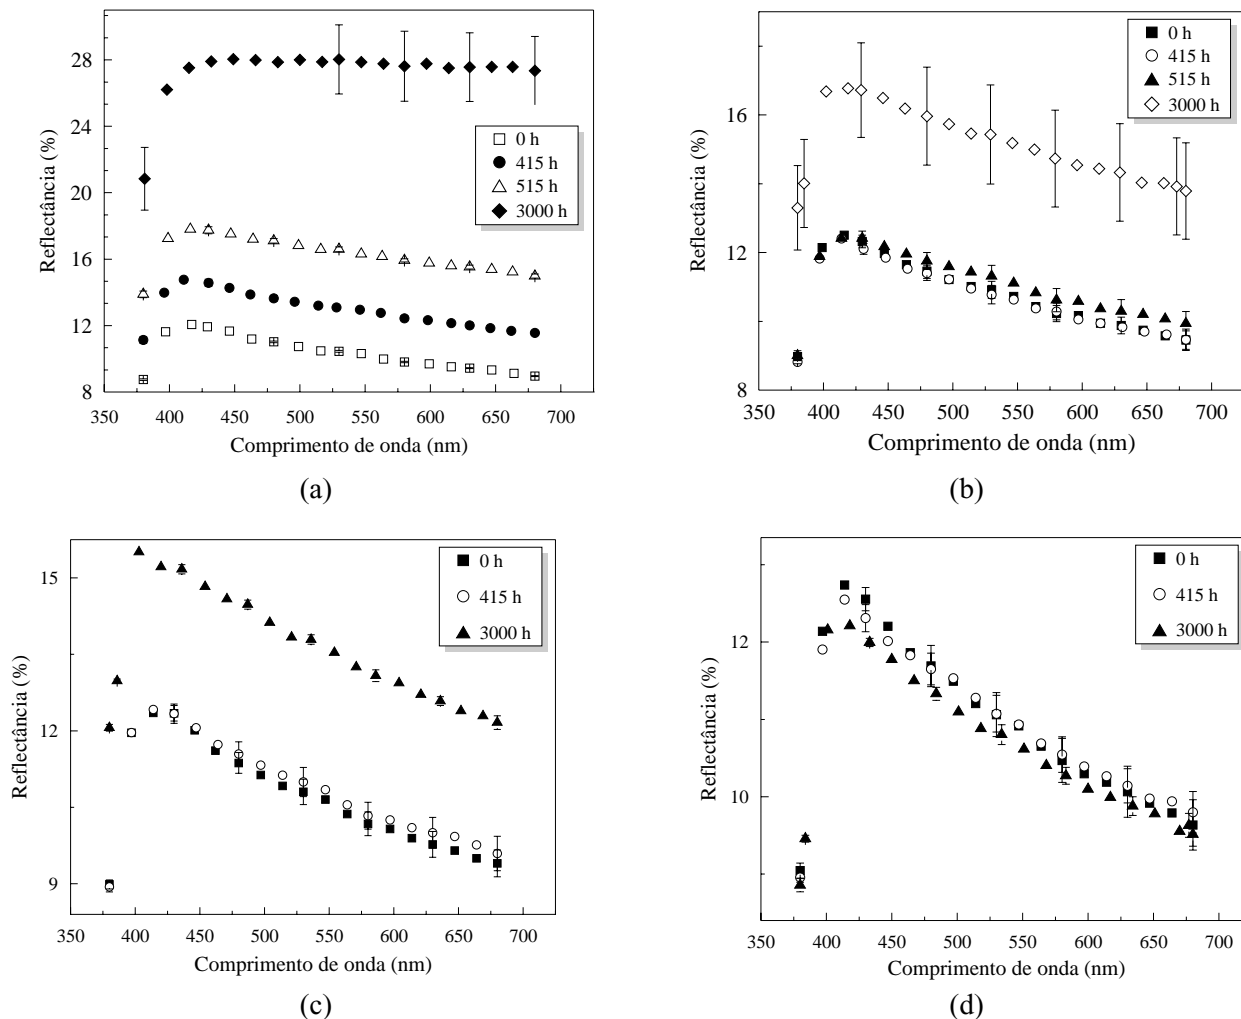 28
24
20
16
12
8
Reflectância (%)
0 h
415 h
515 h
3000 h
350 400 450 500 550 600 650 700
Comprimento de onda (nm)
(a)
16
12
8
Reflectância (%)
0 h
415 h
515 h
3000 h
350 400 450 500 550 600 650 700
Comprimento de onda (nm)
(b)
15
12
9
Reflectância (%)
0 h
415 h
3000 h
350 400 450 500 550 600 650 700
Comprimento de onda (nm)
(c)
12
10
Reflectância (%)
0 h
415 h
3000 h
350 400 450 500 550 600 650 700
Comprimento de onda (nm)
(d)